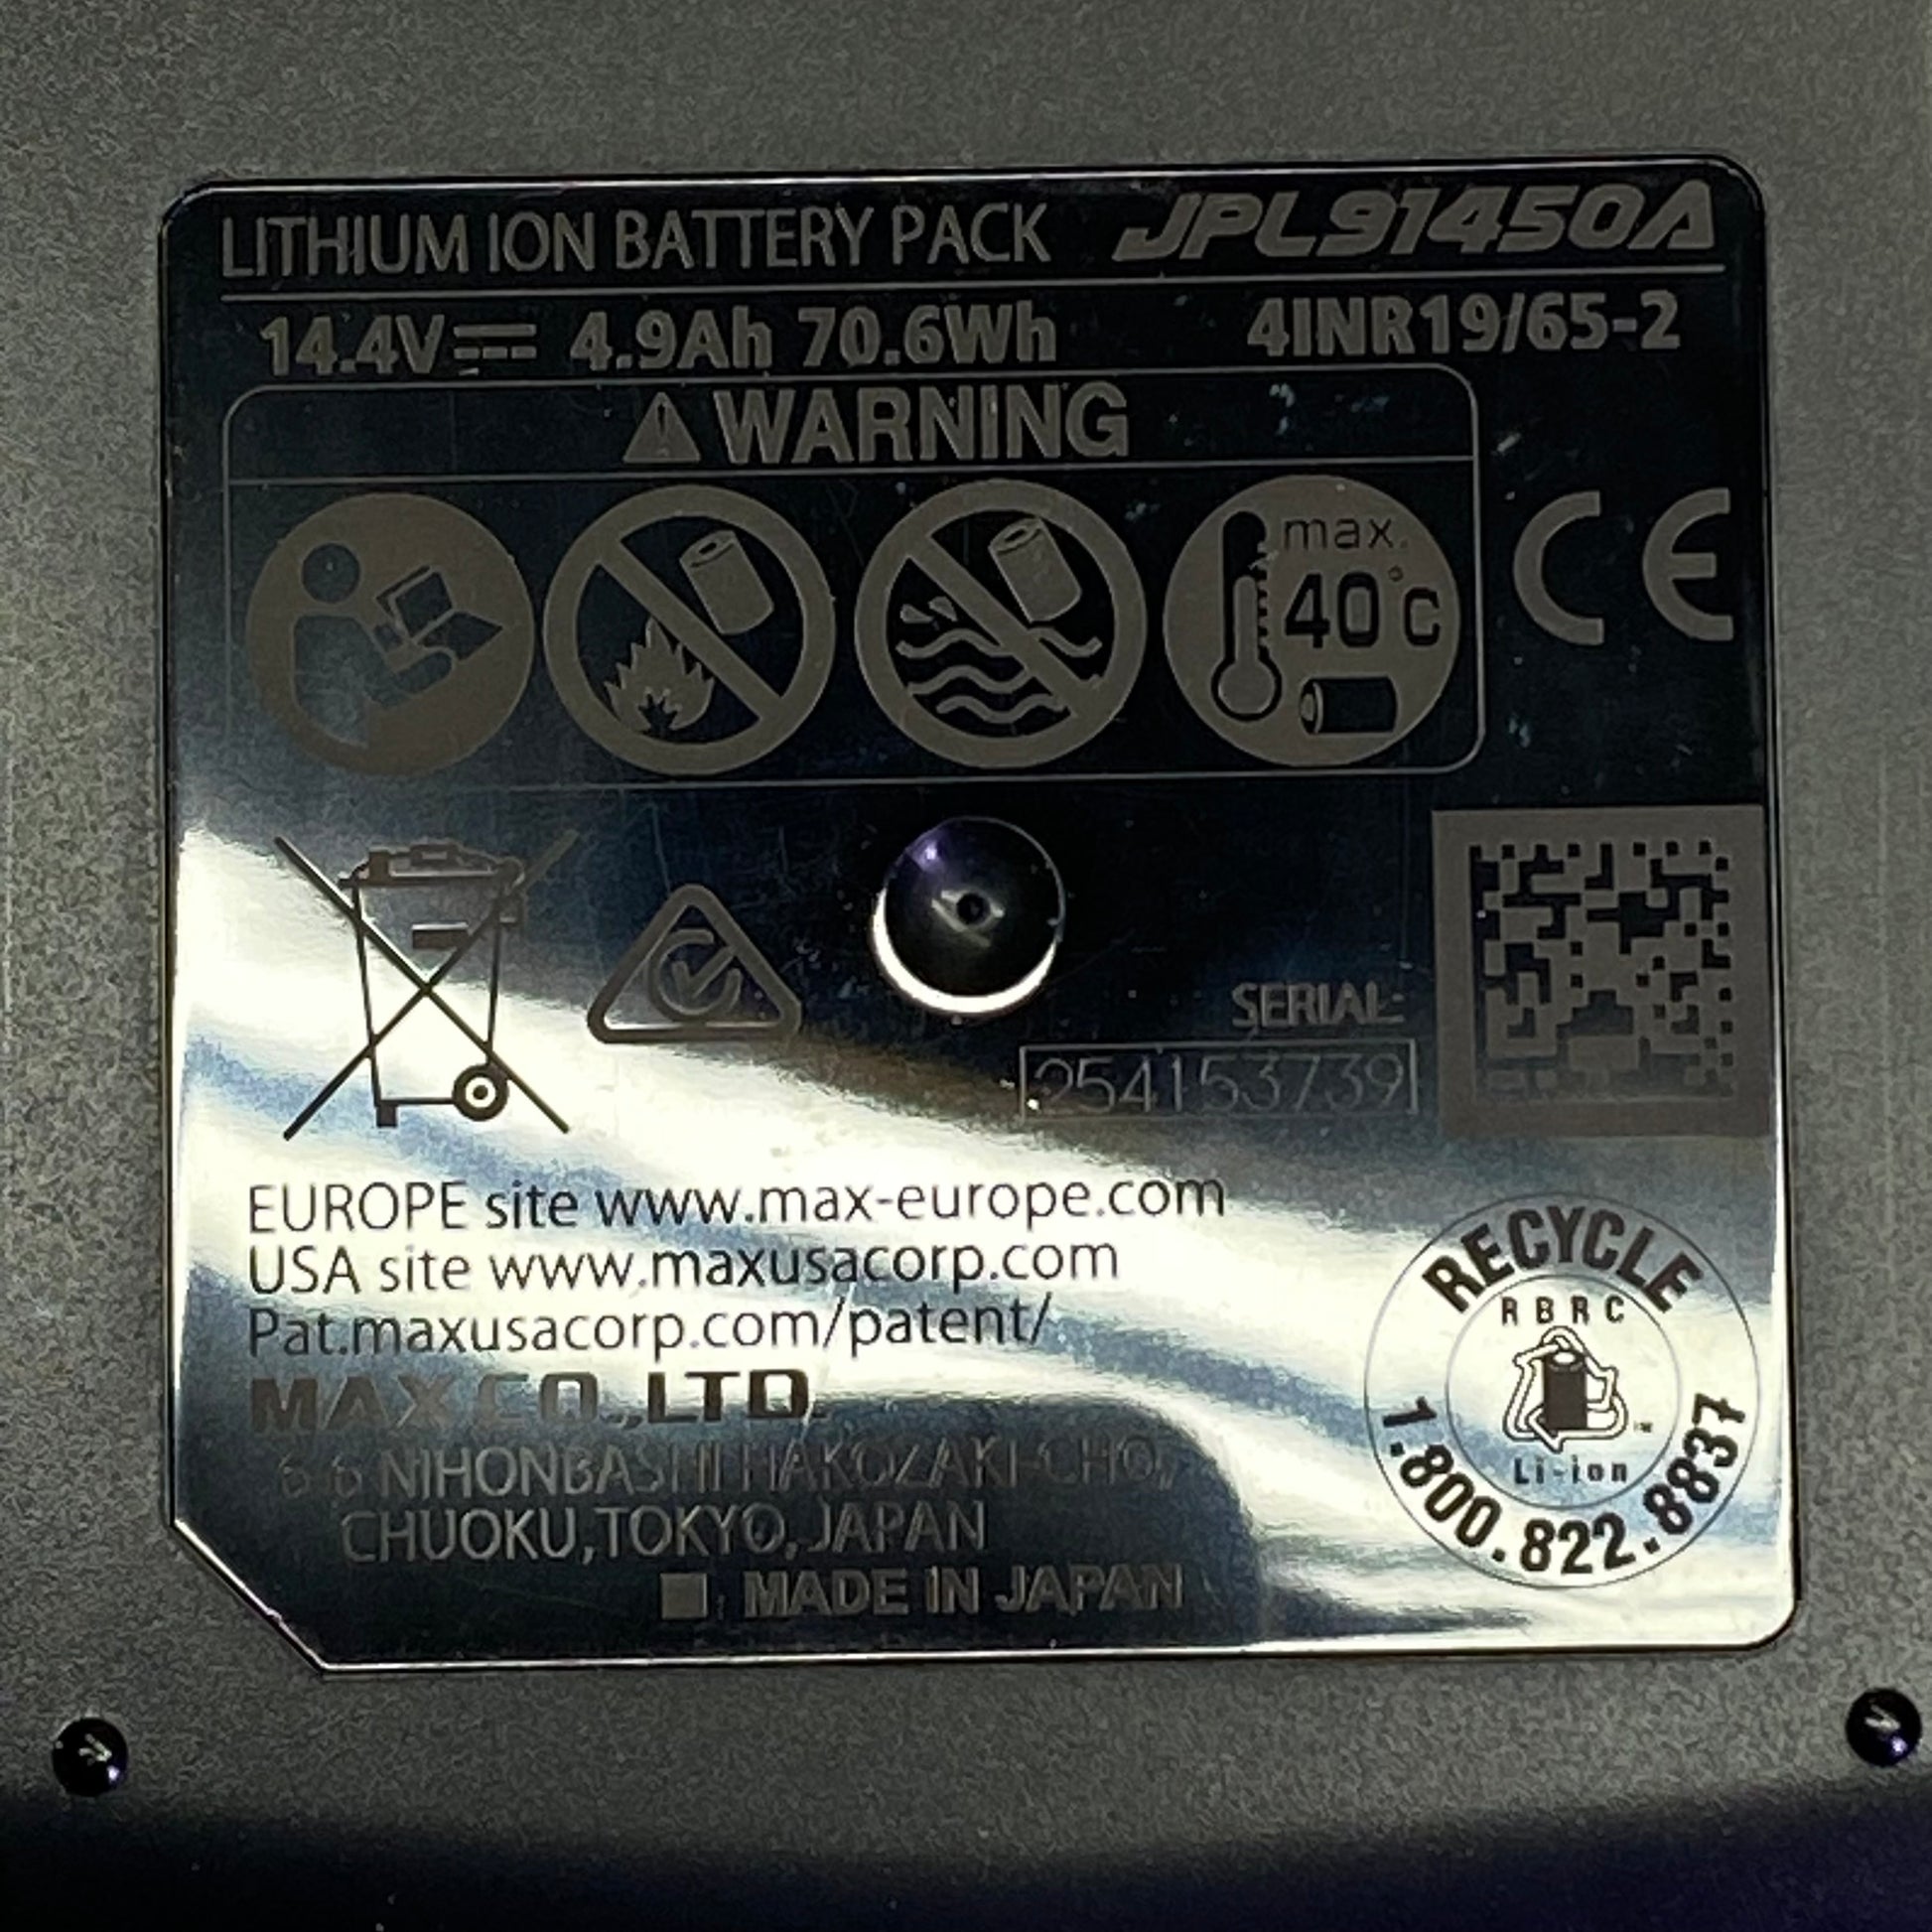 LITHIUM ION BATTERY PACK JPL91450A
14.4V 4.9Ah 70.6Wh 4INR19/65-2
WARNING
max.
40°C
CE
SERIAL:
254153739
EUROPE site www.max-europe.com
USA site www.maxusacorp.com
Pat.maxusacorp.com/patent/
MAX CO.,LTD.
6-6 NIHONBASHI HAKOZAKI-CHO,
CHUOKU,TOKYO,JAPAN
MADE IN JAPAN
RECYCLE
RBRC
Li-ion
1.800.822.8837